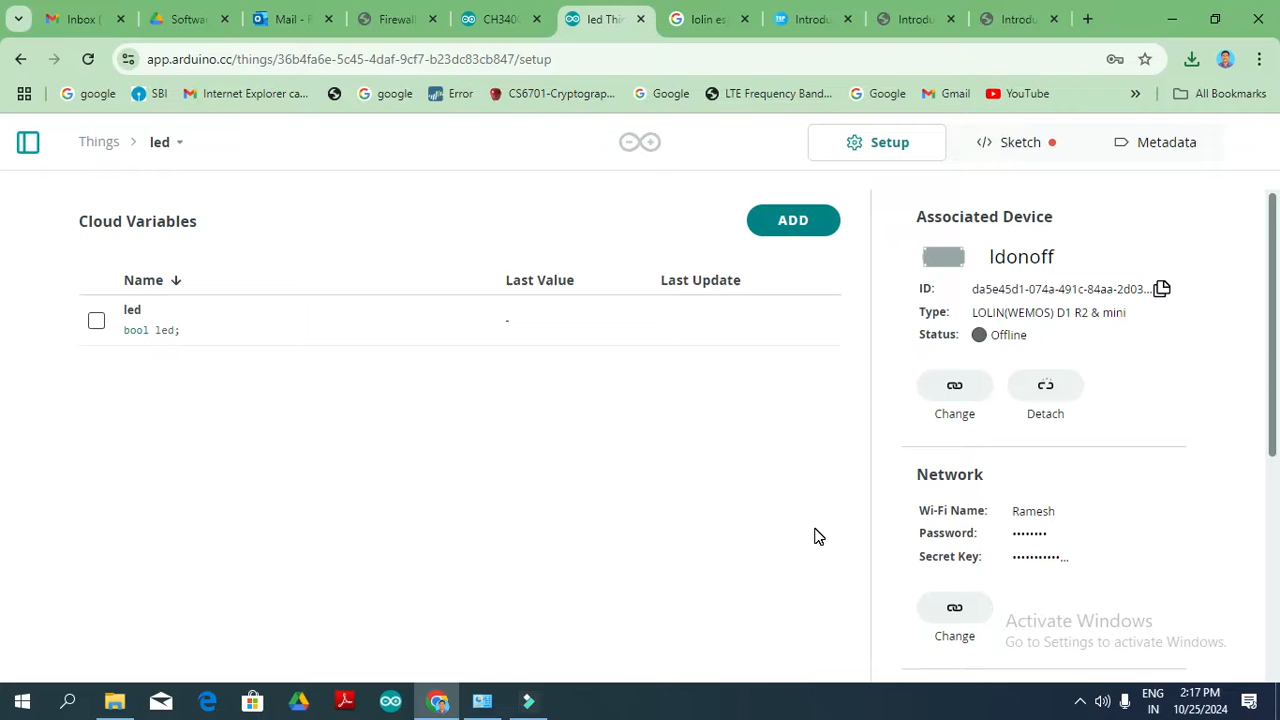 Inbox (
Softwar
Mail - R
Firewall
CH340G
led Thin
lolin es
Introdu
Introdu
Introdu
app.arduino.cc/things/36b4fa6e-5c45-4daf-9cf7-b23dc83cb847/setup
google
SBI
Internet Explorer ca...
google
Error
CS6701-Cryptograp...
Google
LTE Frequency Band...
Google
Gmail
YouTube
»
All Bookmarks
Things > led
Setup
</> Sketch
Metadata
Cloud Variables
ADD
Name
Last Value
Last Update
led
bool led;
-
Associated Device
ldonoff
ID: da5e45d1-074a-491c-84aa-2d03...
Type: LOLIN(WEMOS) D1 R2 & mini
Status: Offline
Change
Detach
Network
Wi-Fi Name: Ramesh
Password: ••••••••
Secret Key: •••••••••••...
Change
Activate Windows
Go to Settings to activate Windows.
ENG
IN
2:17 PM
10/25/2024